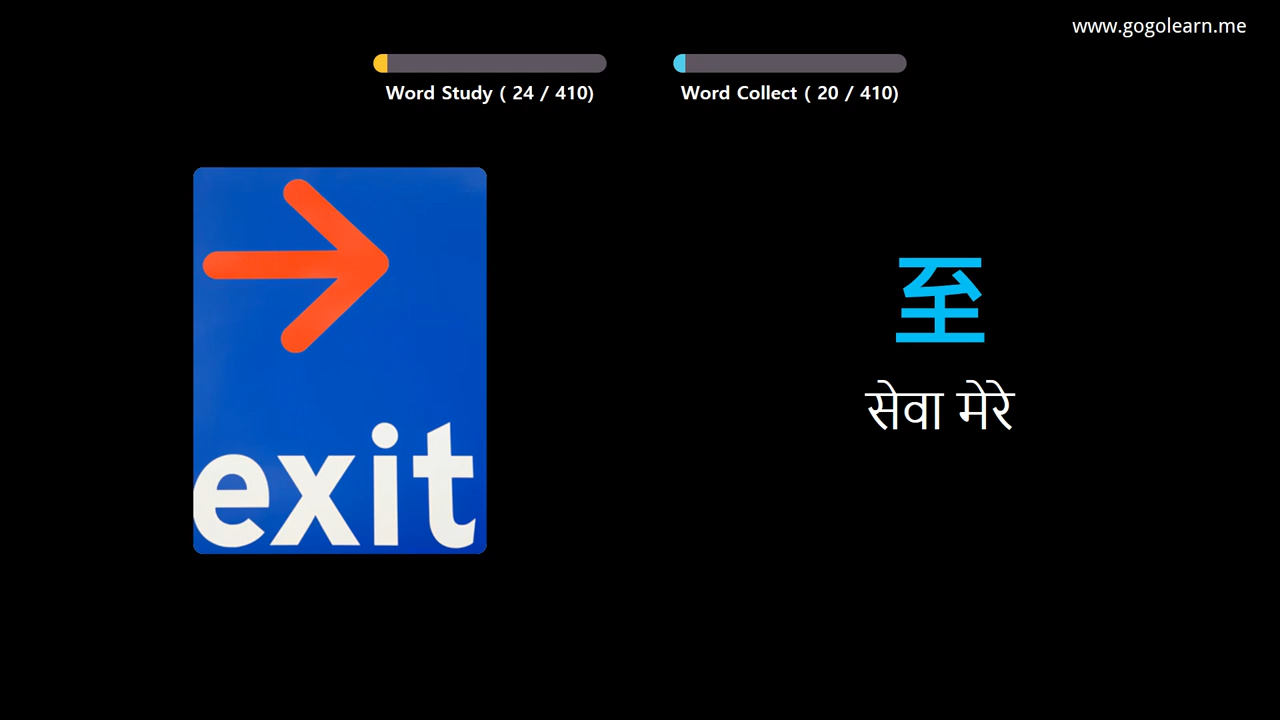 www.gogolearn.me
Word Study ( 24 / 410)
Word Collect ( 20 / 410)
exit
至
सेवा मेरे